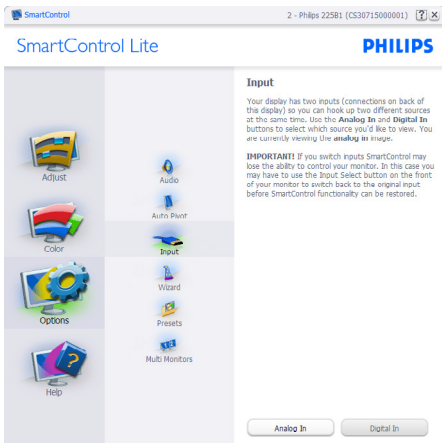 SmartControl
2 - Philips 225B1 (CS30715000001)
SmartControl Lite
PHILIPS
Adjust
Color
Options
Help
Audio
Auto Pivot
Input
Wizard
Presets
Multi Monitors
Input
Your display has two inputs (connections on back of
this display) so you can hook up two different sources
at the same time. Use the Analog In and Digital In
buttons to select which source you'd like to view. You
are currently viewing the analog in image.
IMPORTANT! If you switch inputs SmartControl may
lose the ability to control your monitor. In this case you
may have to use the Input Select button on the front
of your monitor to switch back to the original input
before SmartControl functionality can be restored.
Analog In
Digital In